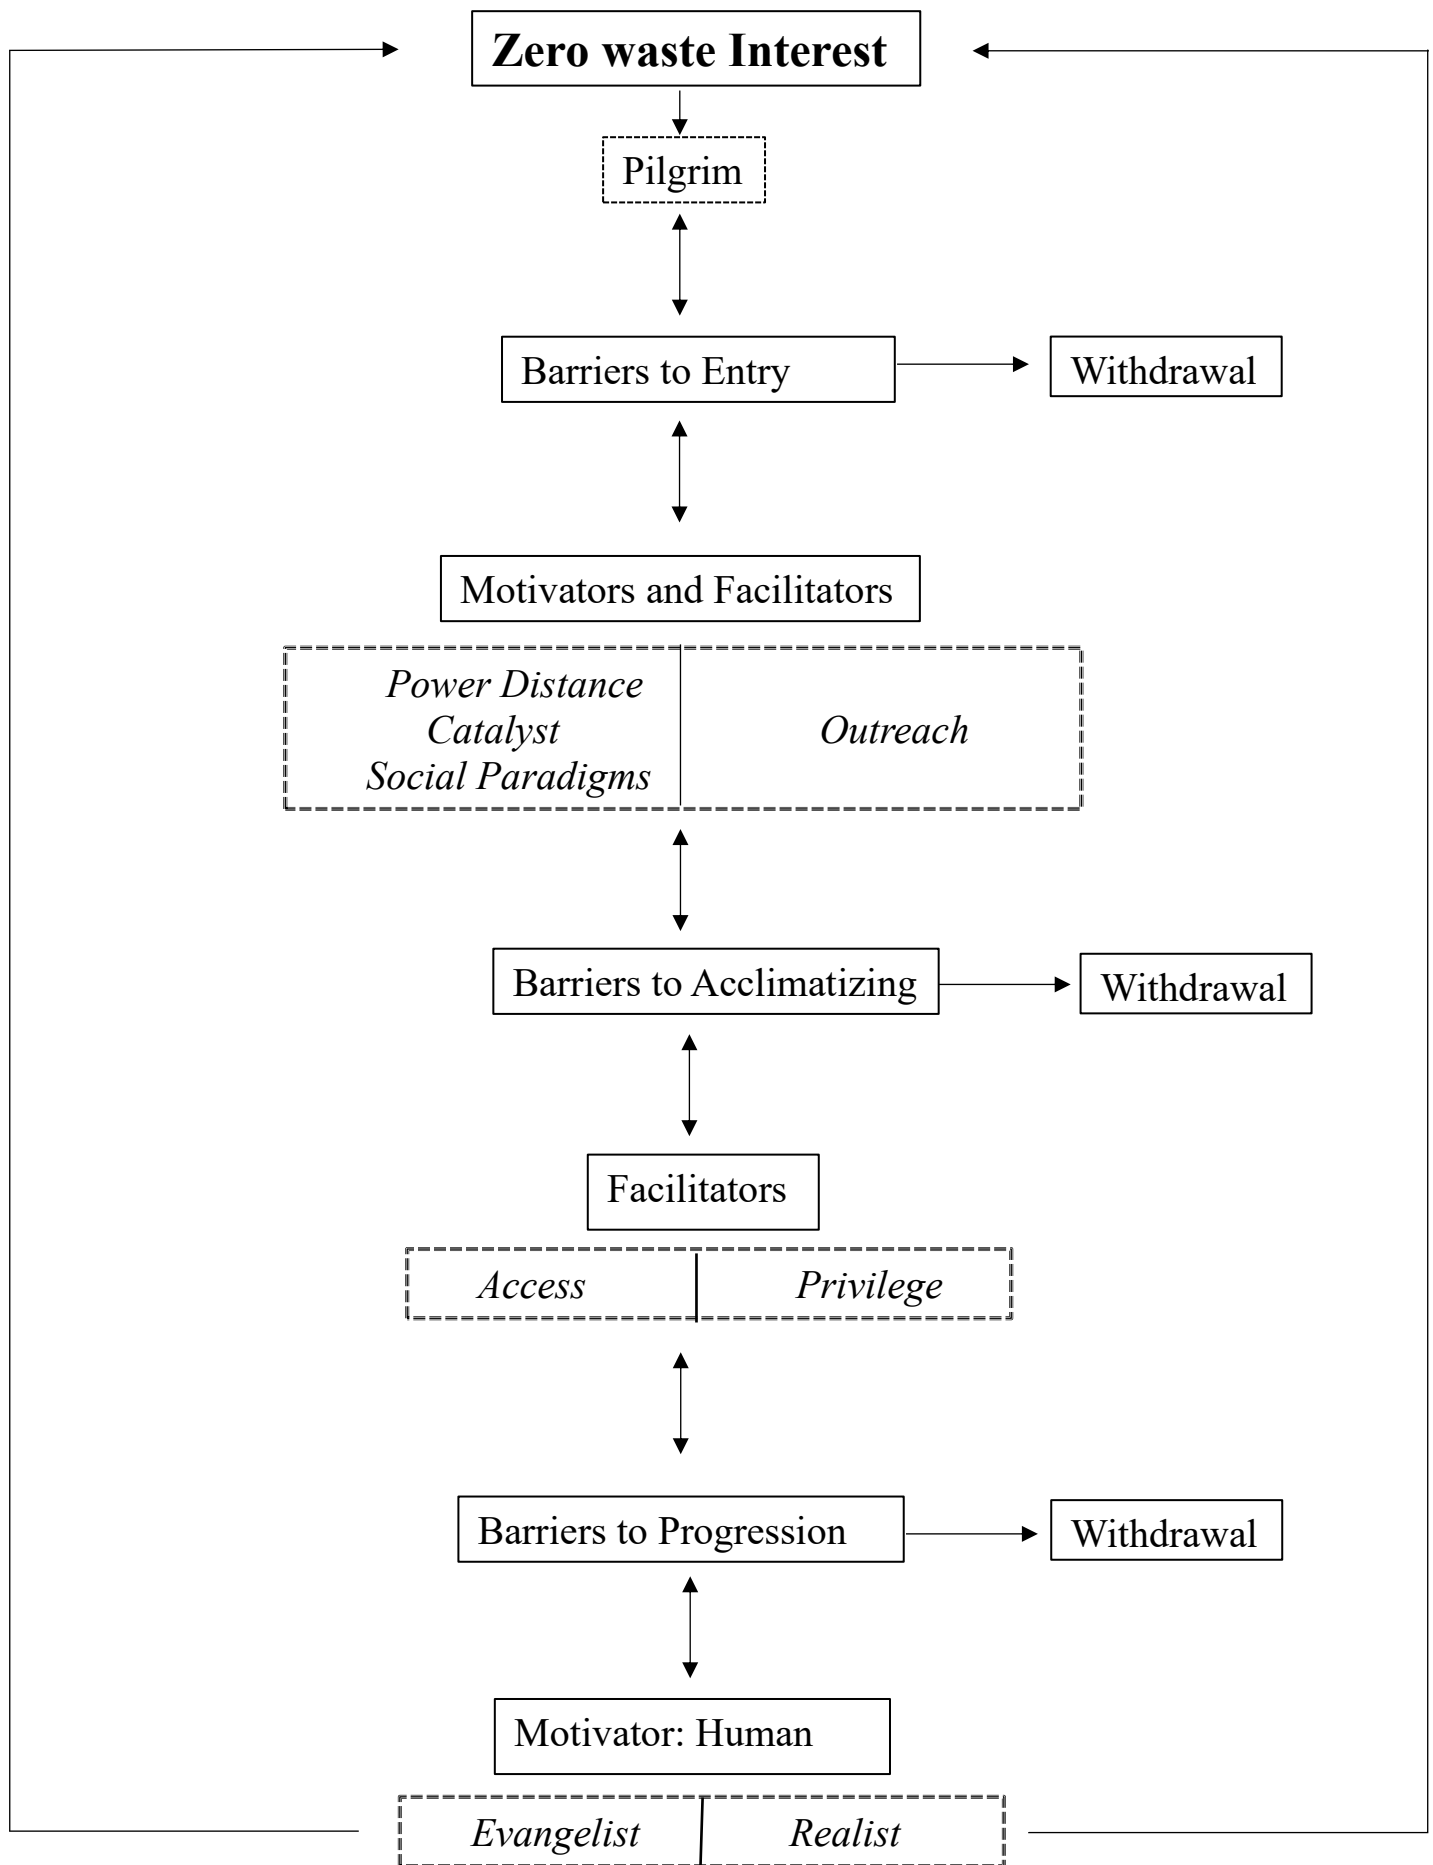 Zero waste Interest
Pilgrim
Barriers to Entry
Withdrawal
Motivators and Facilitators
Power Distance
Catalyst
Social Paradigms
Outreach
Barriers to Acclimatizing
Withdrawal
Facilitators
Access
Privilege
Barriers to Progression
Withdrawal
Motivator: Human
Evangelist
Realist